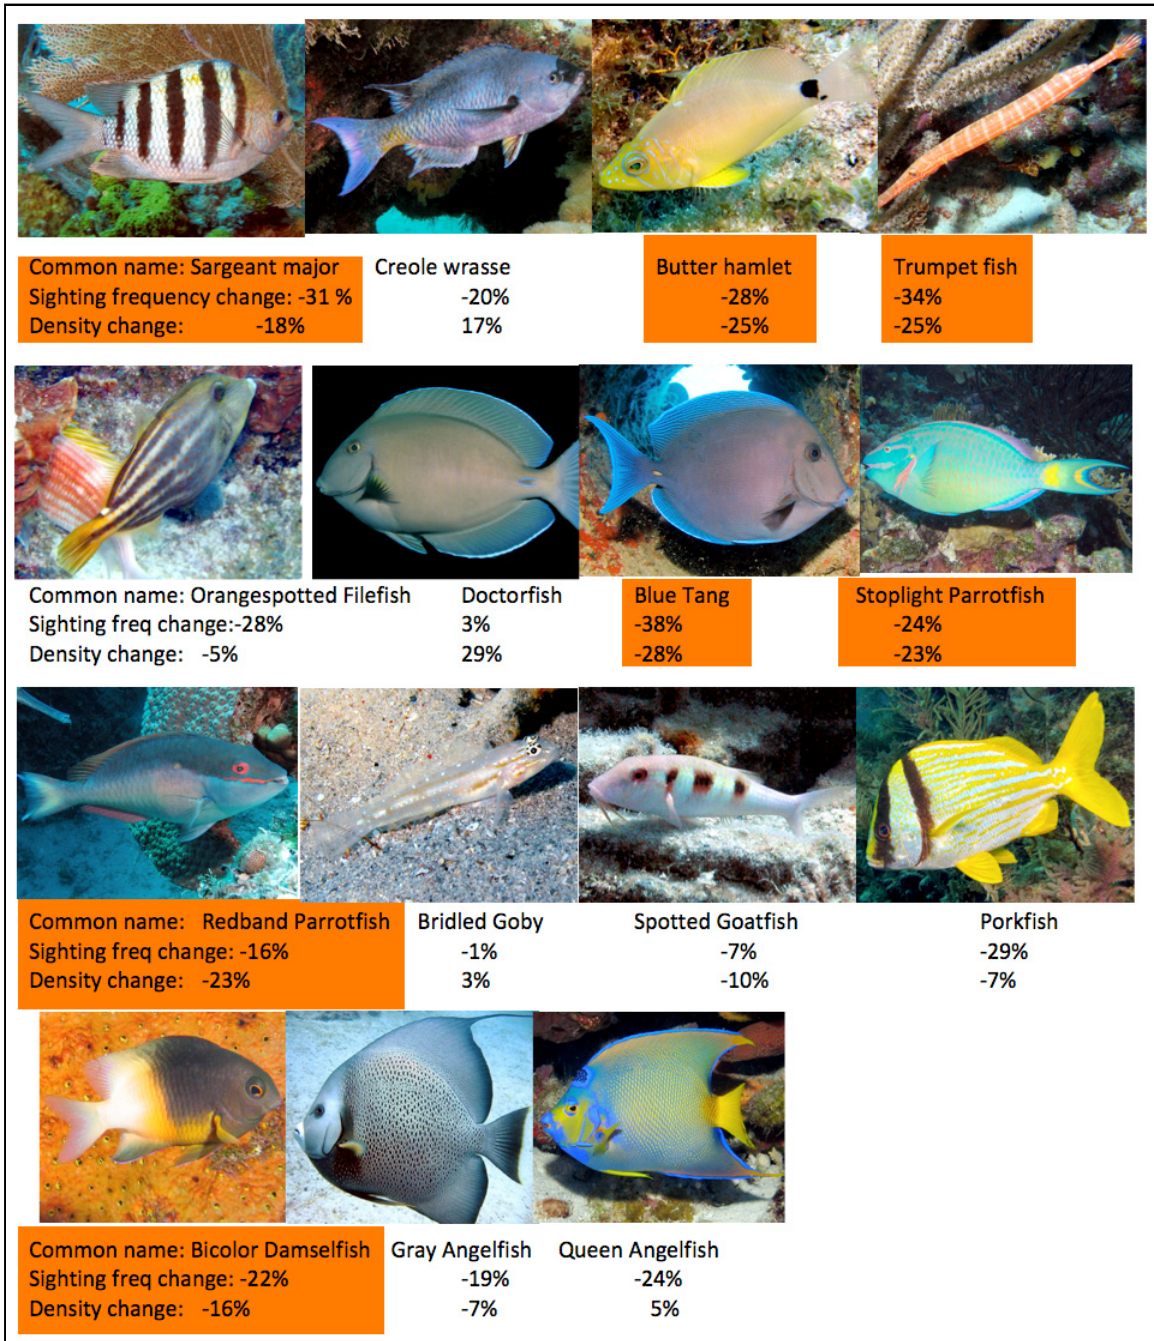 Common name: Sargeant major Creole wrasse Butter hamlet Trumpet fish
Sighting frequency change: -31 % -20% -28% -34%
Density change: -18% 17% -25% -25%
Common name: Orangespotted Filefish Doctorfish Blue Tang Stoplight Parrotfish
Sighting freq change:-28% 3% -38% -24%
Density change: -5% 29% -28% -23%
Common name: Redband Parrotfish Bridled Goby Spotted Goatfish Porkfish
Sighting freq change: -16% -1% -7% -29%
Density change: -23% 3% -10% -7%
Common name: Bicolor Damselfish Gray Angelfish Queen Angelfish
Sighting freq change: -22% -19% -24%
Density change: -16% -7% 5%